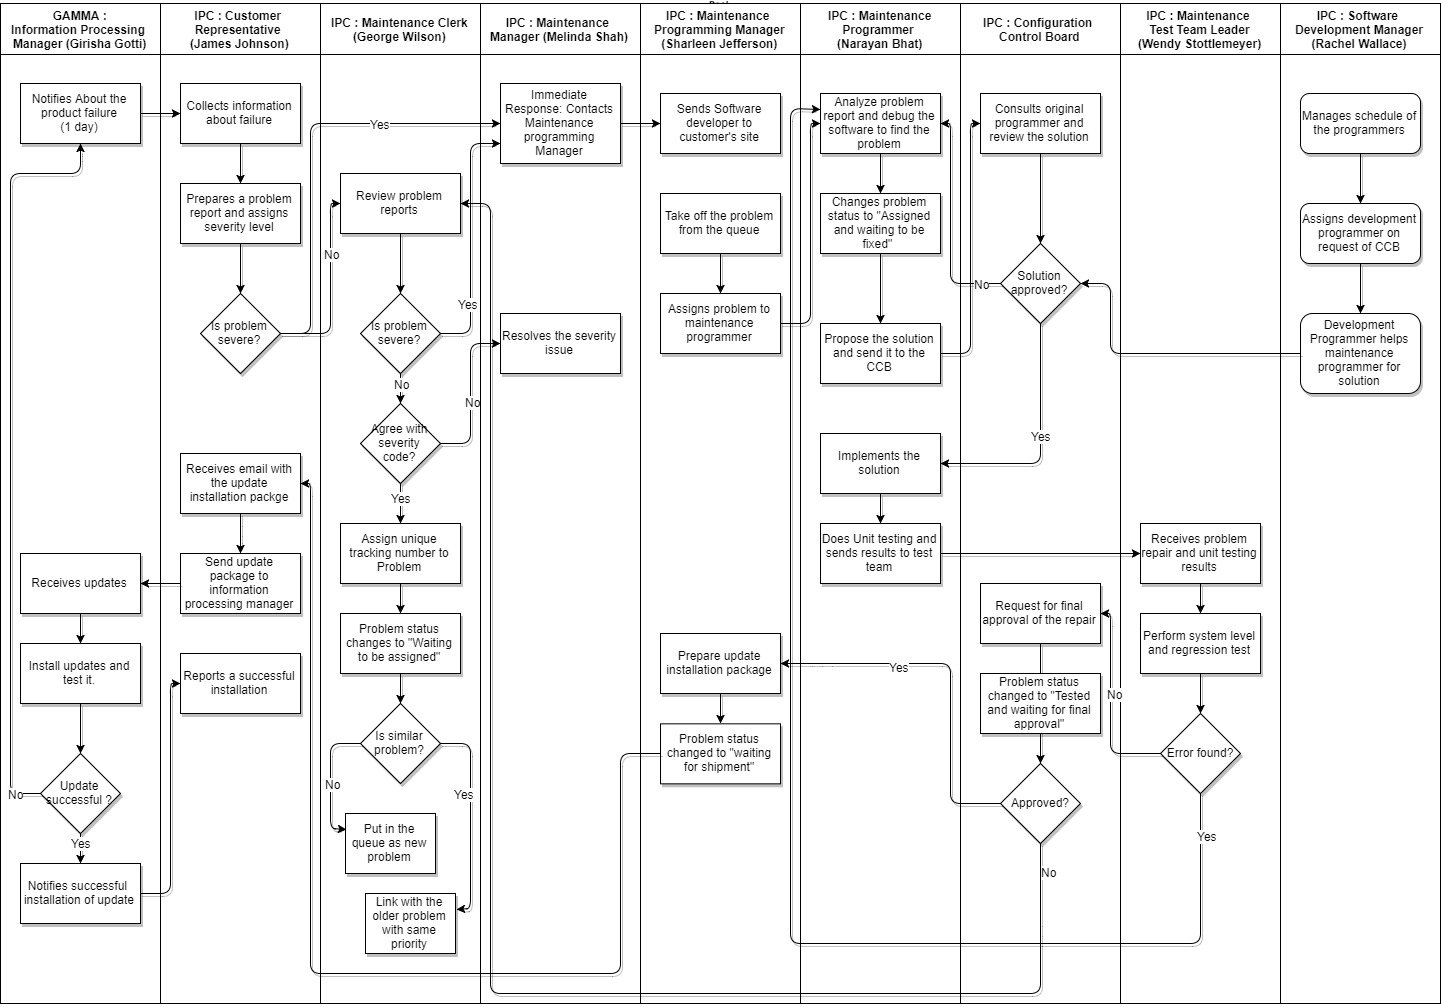 GAMMA :
Information Processing
Manager (Girisha Gotti)
IPC : Customer
Representative
(James Johnson)
IPC : Maintenance Clerk
(George Wilson)
IPC : Maintenance
Manager (Melinda Shah)
IPC : Maintenance
Programming Manager
(Sharleen Jefferson)
IPC : Maintenance
Programmer
(Narayan Bhat)
IPC : Configuration
Control Board
IPC : Maintenance
Test Team Leader
(Wendy Stottlemeyer)
IPC : Software
Development Manager
(Rachel Wallace)
Notifies About the
product failure
(1 day)
Receives updates
Install updates and
test it.
Update
successful ?
No
Yes
Notifies successful
installation of update
Collects information
about failure
Prepares a problem
report and assigns
severity level
Is problem
severe?
Yes
No
Receives email with
the update
installation packge
Send update
package to
information
processing manager
Reports a successful
installation
Review problem
reports
Is problem
severe?
Yes
No
Agree with
severity
code?
No
Yes
Assign unique
tracking number to
Problem
Problem status
changes to "Waiting
to be assigned"
Is similar
problem?
No
Yes
Put in the
queue as new
problem
Link with the
older problem
with same
priority
Immediate
Response: Contacts
Maintenance
programming
Manager
Resolves the severity
issue
Sends Software
developer to
customer's site
Take off the problem
from the queue
Assigns problem to
maintenance
programmer
Prepare update
installation package
Problem status
changed to "waiting
for shipment"
Analyze problem
report and debug the
software to find the
problem
Changes problem
status to "Assigned
and waiting to be
fixed"
Propose the solution
and send it to the
CCB
Implements the
solution
Does Unit testing and
sends results to test
team
Yes
Consults original
programmer and
review the solution
Solution
approved?
No
Yes
Request for final
approval of the repair
Problem status
changed to "Tested
and waiting for final
approval"
Approved?
No
Receives problem
repair and unit testing
results
Perform system level
and regression test
No
Error found?
Yes
Manages schedule of
the programmers
Assigns development
programmer on
request of CCB
Development
Programmer helps
maintenance
programmer for
solution